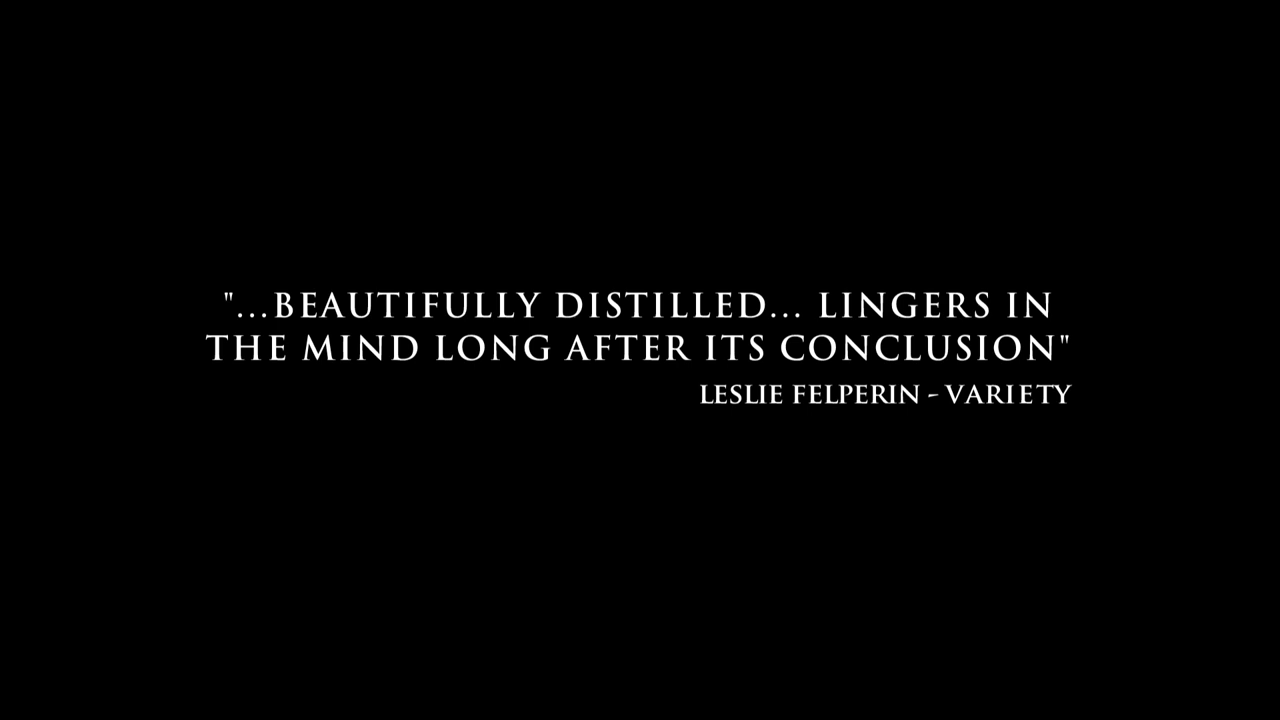 "...BEAUTIFULLY DISTILLED... LINGERS IN
THE MIND LONG AFTER ITS CONCLUSION"
LESLIE FELPERIN - VARIETY